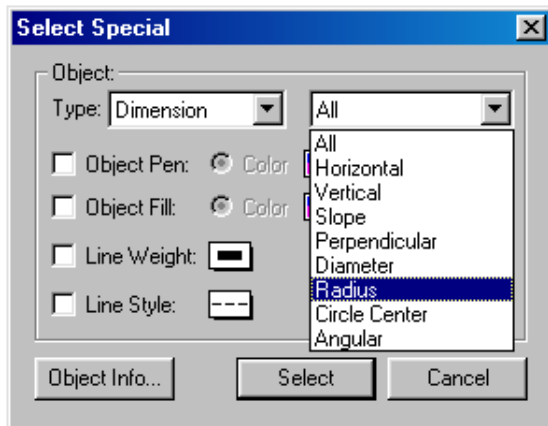 Select Special
Object:
Type: Dimension All
All
Horizontal
Vertical
Slope
Perpendicular
Diameter
Radius
Circle Center
Angular
Object Pen: Color
Object Fill: Color
Line Weight:
Line Style:
Object Info... Select Cancel